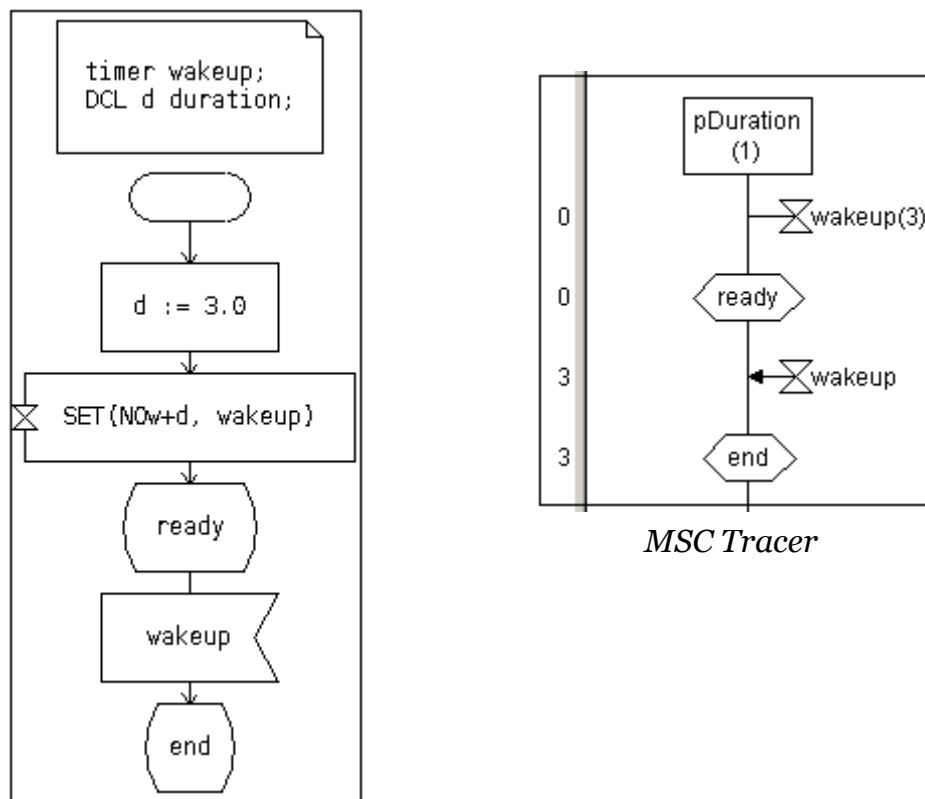 timer wakeup;
DCL d duration;
d := 3.0
SET(NOw+d, wakeup)
ready
wakeup
end
pDuration
(1)
0
wakeup(3)
0
ready
3
wakeup
3
end
MSC Tracer